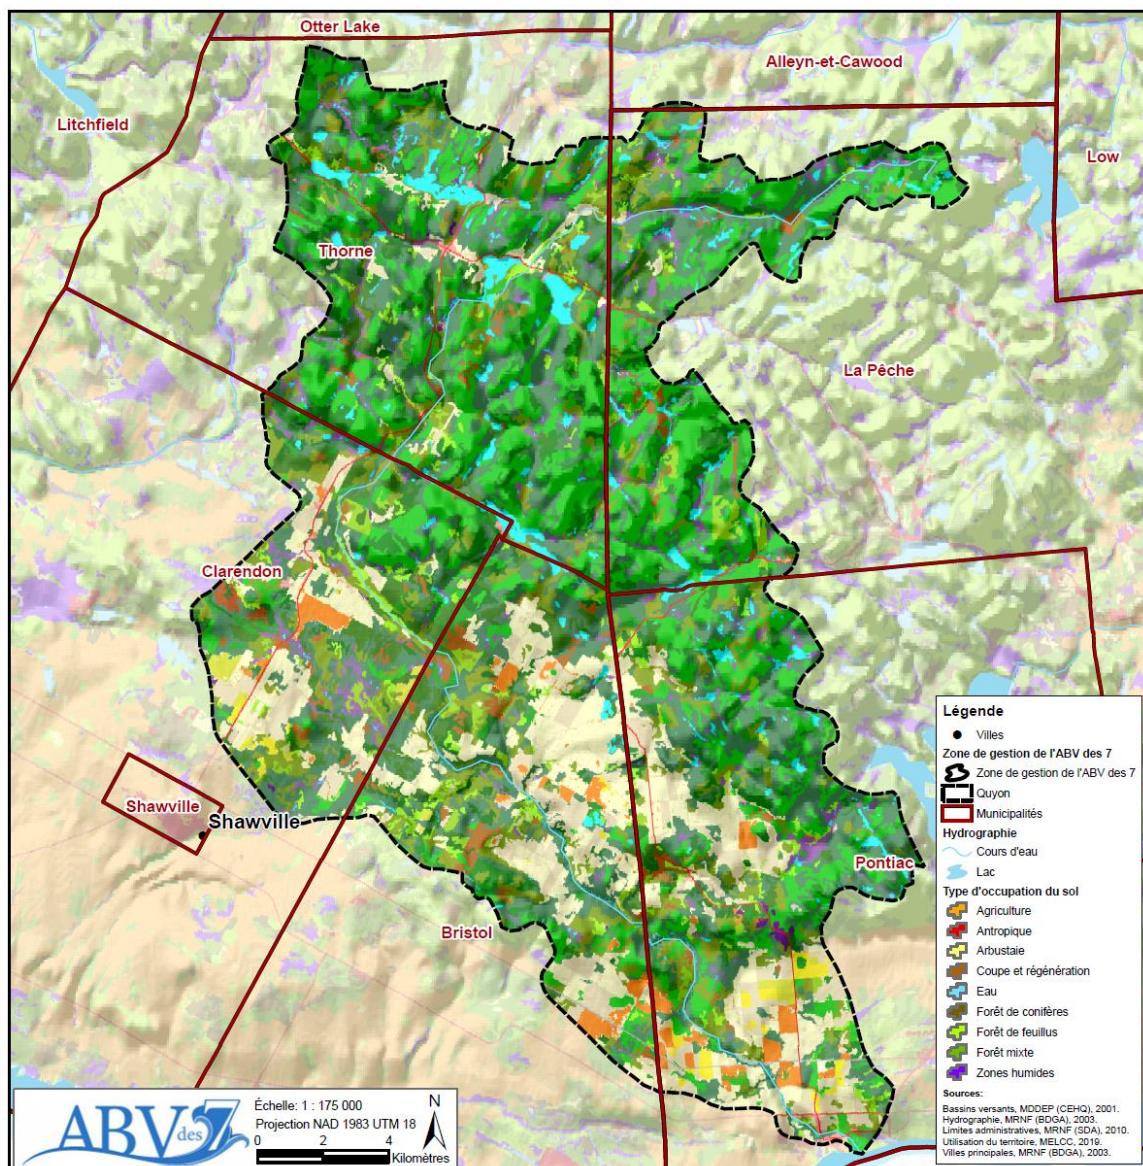 Otter Lake
Alleyn-et-Cawood
Litchfield
Low
Thorne
La Pêche
Clarendon
Shawville
Shawville
Pontiac
Bristol
Légende
Villes
Zone de gestion de l'ABV des 7
Zone de gestion de l'ABV des 7
Quyon
Municipalités
Hydrographie
Cours d'eau
Lac
Type d'occupation du sol
Agriculture
Antropique
Arbustaie
Coupe et régénération
Eau
Forêt de conifères
Forêt de feuillus
Forêt mixte
Zones humides
Sources:
Bassins versants, MDDEP (CEHQ), 2001.
Hydrographie, MRNF (BDGA), 2003.
Limites administratives, MRNF (SDA), 2010.
Utilisation du territoire, MELCC, 2019.
Villes principales, MRNF (BDGA), 2003.
ABV des 7
Échelle: 1 : 175 000
Projection NAD 1983 UTM 18
N
0 2 4
Kilomètres